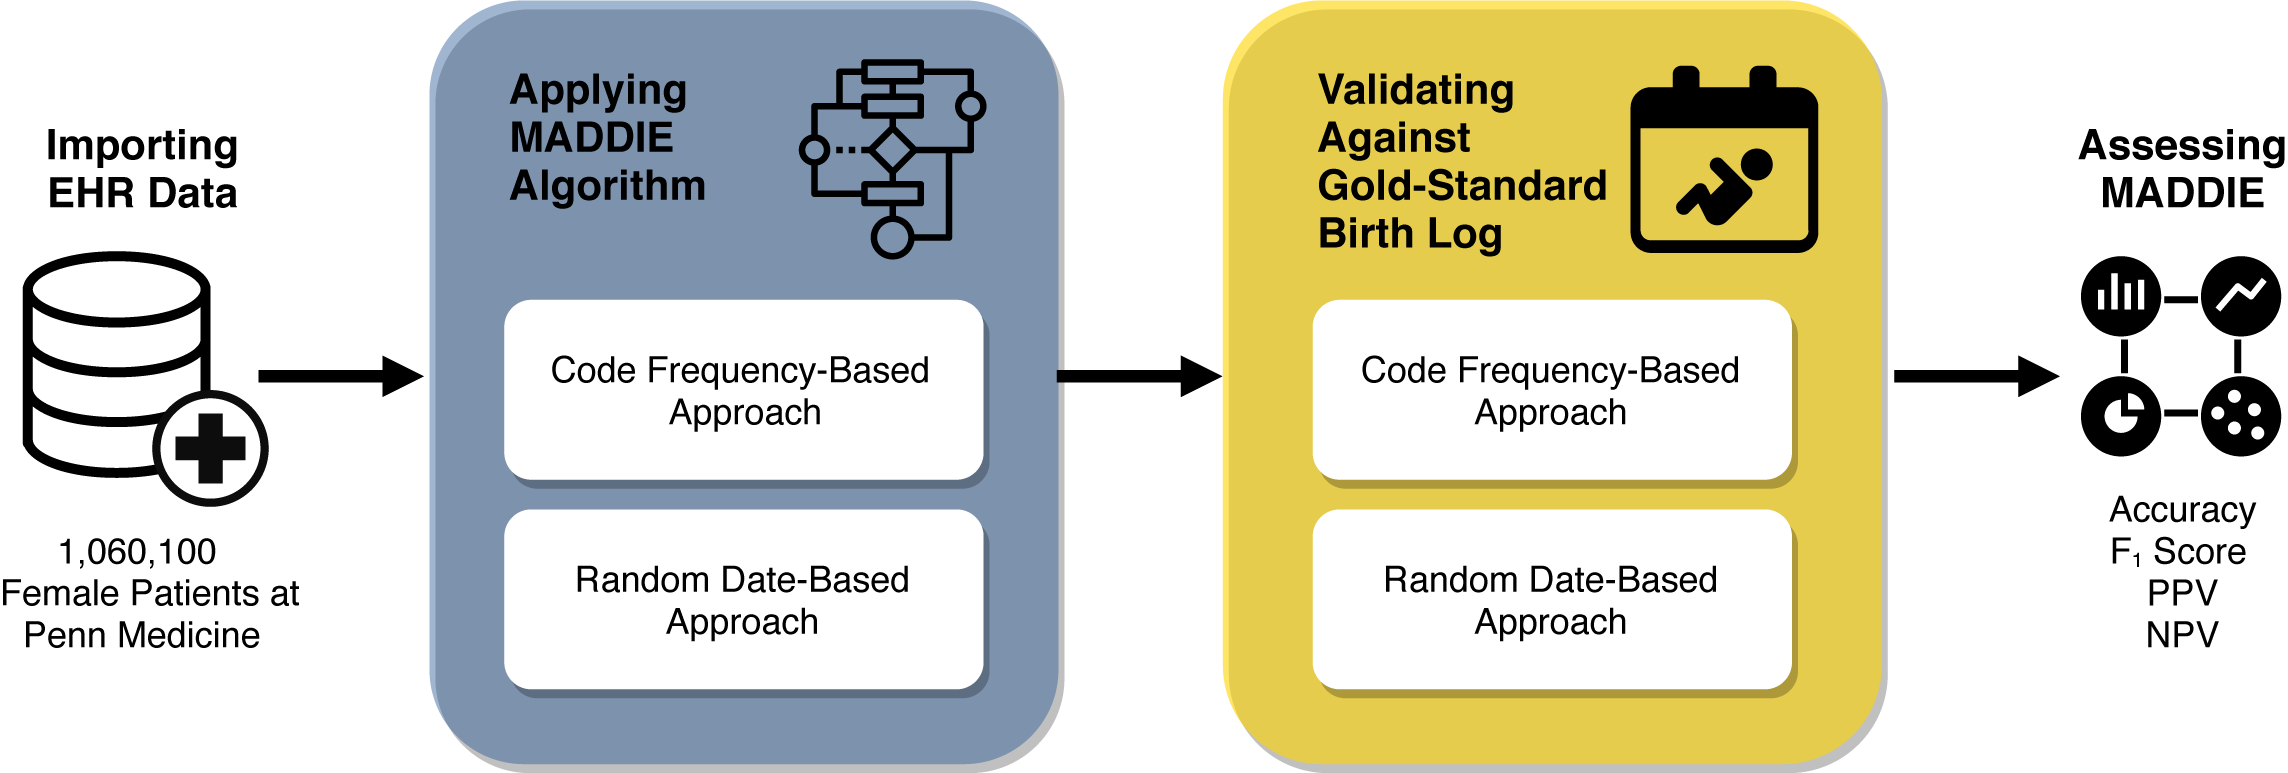 Importing
EHR Data
1,060,100
Female Patients at
Penn Medicine
Applying
MADDIE
Algorithm
Code Frequency-Based
Approach
Random Date-Based
Approach
Validating
Against
Gold-Standard
Birth Log
Code Frequency-Based
Approach
Random Date-Based
Approach
Assessing
MADDIE
Accuracy
F₁ Score
PPV
NPV